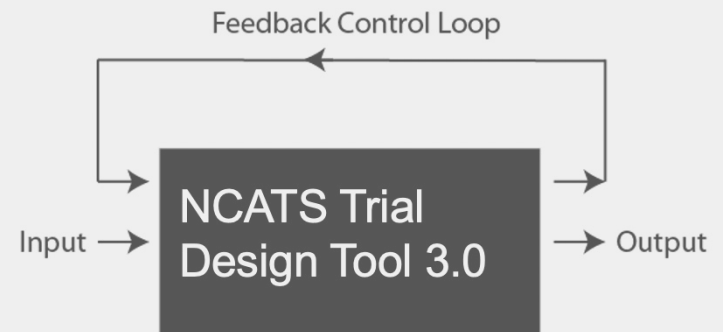 Feedback Control Loop
NCATS Trial
Design Tool 3.0
Input
Output